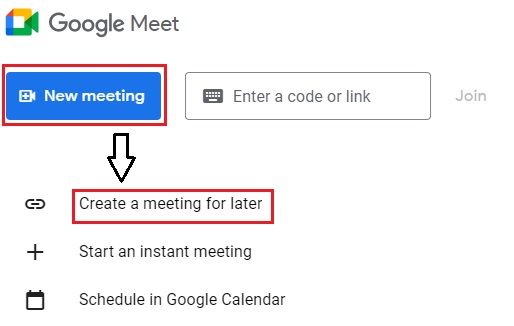 Google Meet
New meeting
Enter a code or link
Join
Create a meeting for later
Start an instant meeting
Schedule in Google Calendar